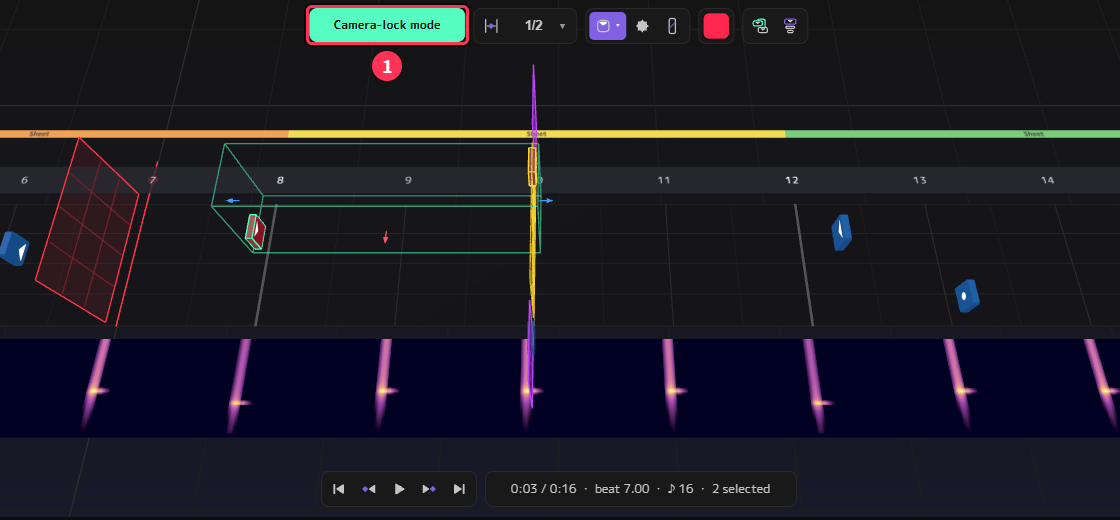 Camera-lock mode
1/2
1
Sheet
6 7 8 9 11 12 13 14
0:03 / 0:16 · beat 7.00 · ♪ 16 · 2 selected